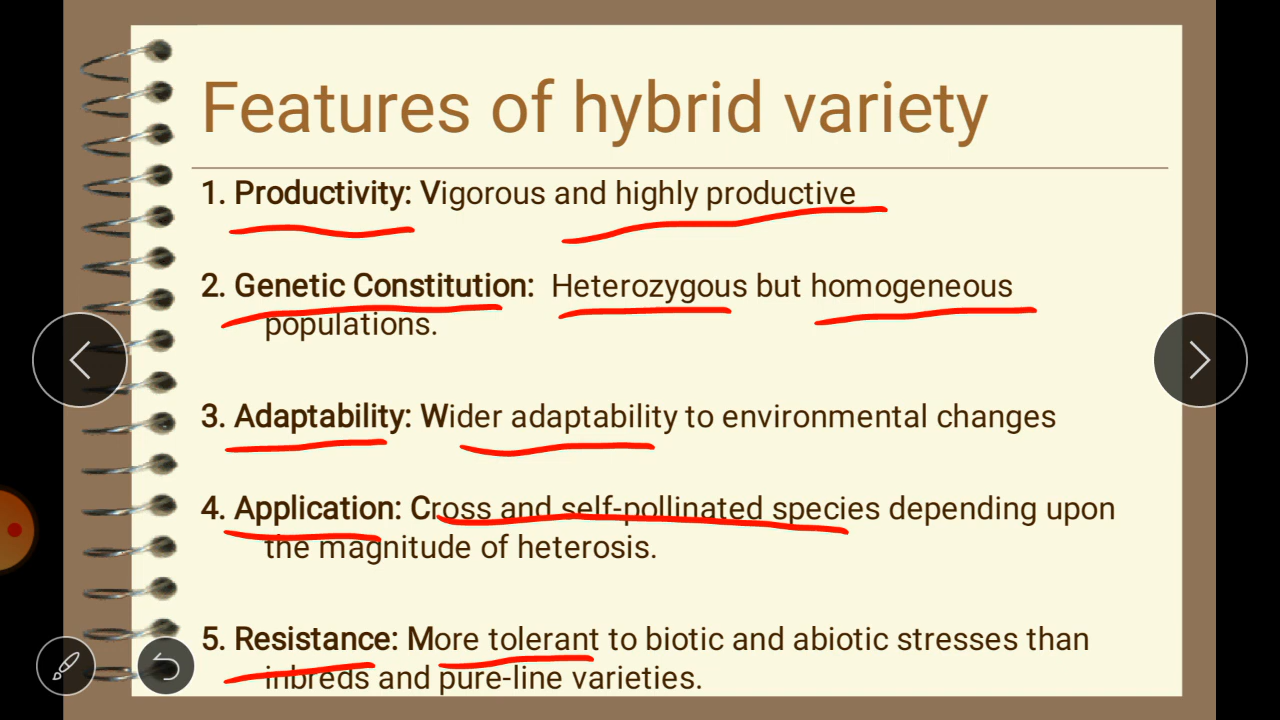 Features of hybrid variety
1. Productivity: Vigorous and highly productive
2. Genetic Constitution: Heterozygous but homogeneous
populations.
3. Adaptability: Wider adaptability to environmental changes
4. Application: Cross and self-pollinated species depending upon
the magnitude of heterosis.
5. Resistance: More tolerant to biotic and abiotic stresses than
inbreds and pure-line varieties.